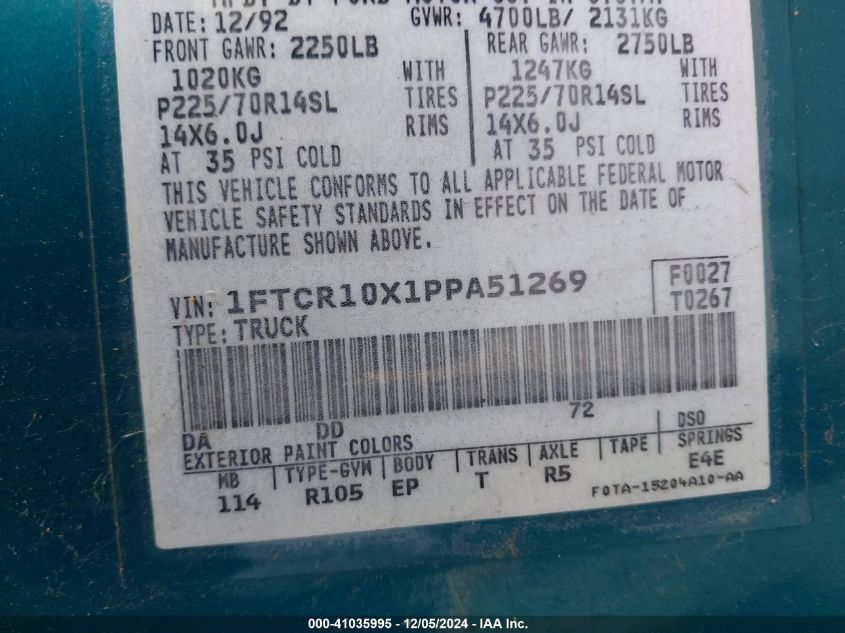 DATE: 12/92 GVWR: 4700LB/ 2131KG
FRONT GAWR: 2250LB REAR GAWR: 2750LB
1020KG WITH 1247KG WITH
P225/70R14SL TIRES P225/70R14SL TIRES
14X6.0J RIMS 14X6.0J RIMS
AT 35 PSI COLD AT 35 PSI COLD
THIS VEHICLE CONFORMS TO ALL APPLICABLE FEDERAL MOTOR
VEHICLE SAFETY STANDARDS IN EFFECT ON THE DATE OF
MANUFACTURE SHOWN ABOVE.
VIN: 1FTCR10X1PPA51269 F0027
TYPE: TRUCK T0267
72
DA DD
EXTERIOR PAINT COLORS DSO
MB TYPE-GVM BODY TRANS AXLE TAPE SPRINGS
114 R105 EP T R5 E4E
F0TA-15204A10-AA
000-41035995 - 12/05/2024 - IAA Inc.